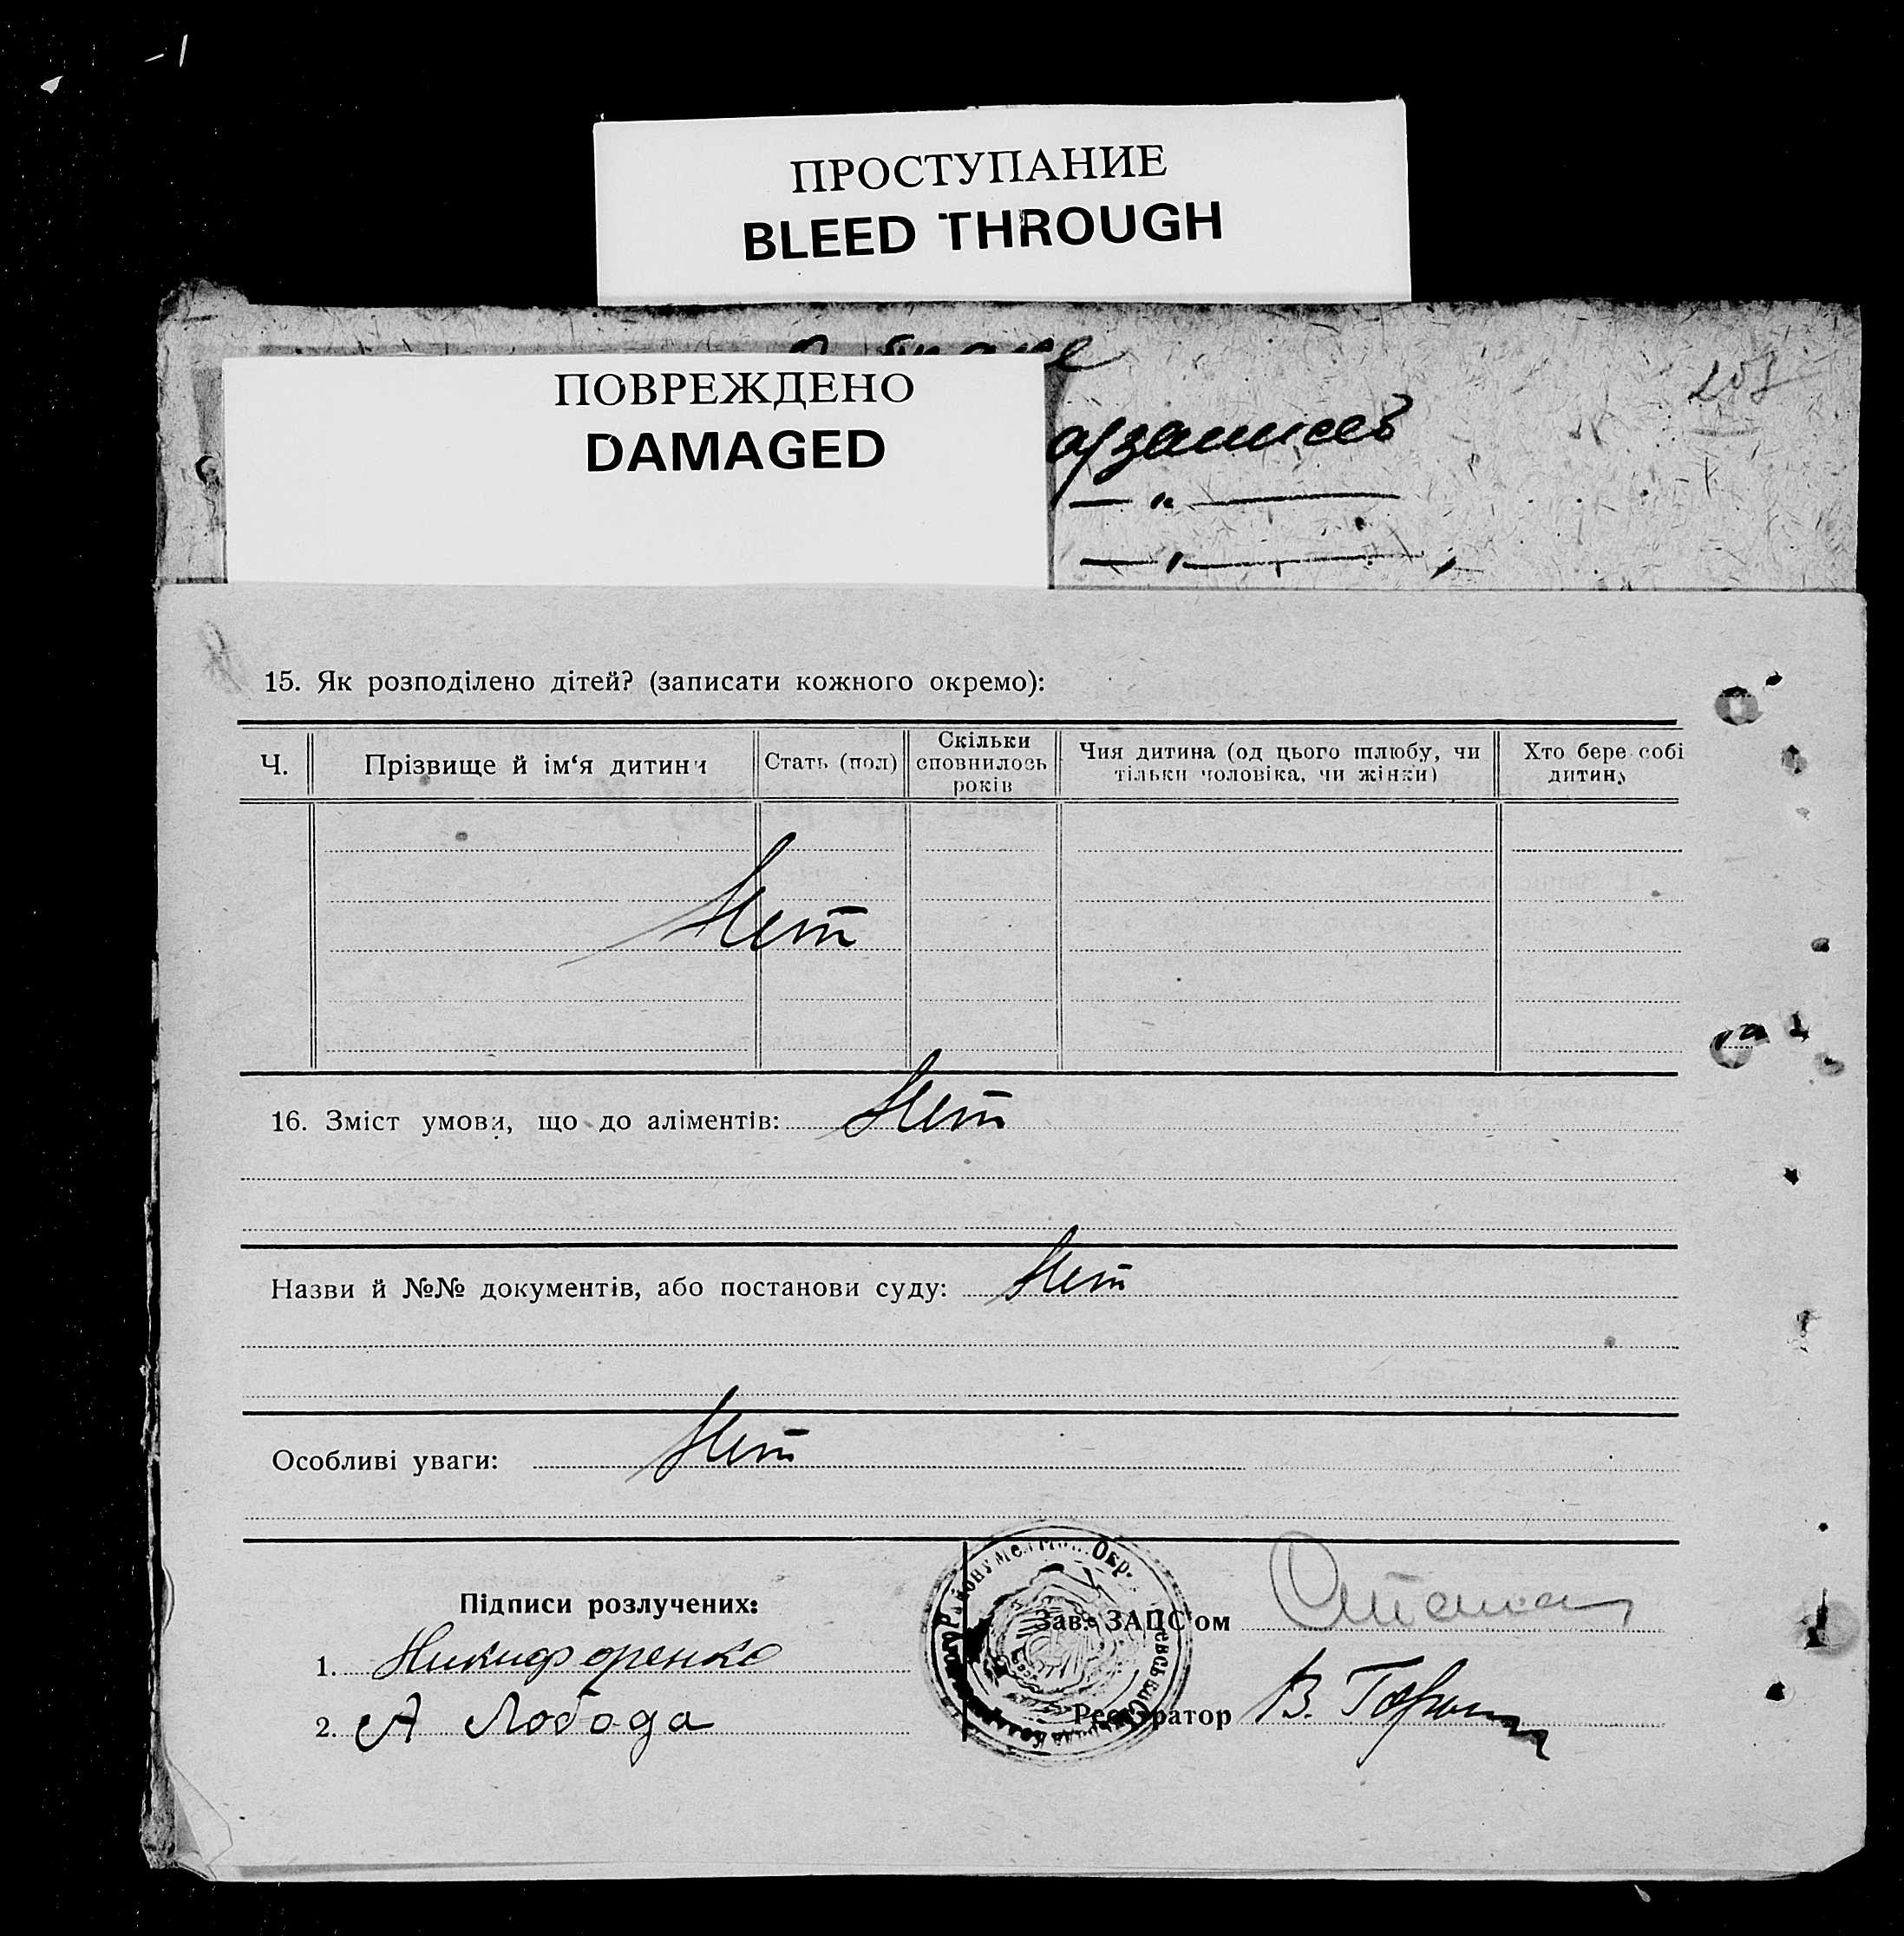 ПРОСТУПАНИЕ
BLEED THROUGH
ПОВРЕЖДЕНО
DAMAGED
15. Як розподілено дітей? (записати кожного окремо):
Ч. Прізвище й ім‘я дитини Стать (пол) Скільки сповнилось років Чия дитина (од цього шлюбу, чи тільки чоловіка, чи жінки) Хто бере собі дитину
Нет
16. Зміст умови, що до аліментів: Нет
Назви й №№ документів, або постанови суду: Нет
Особливі уваги: Нет
Підписи розлучених:
Зав. ЗАПС‘ом
1. Никифоренко
2. А Лобода
Реєстратор В.